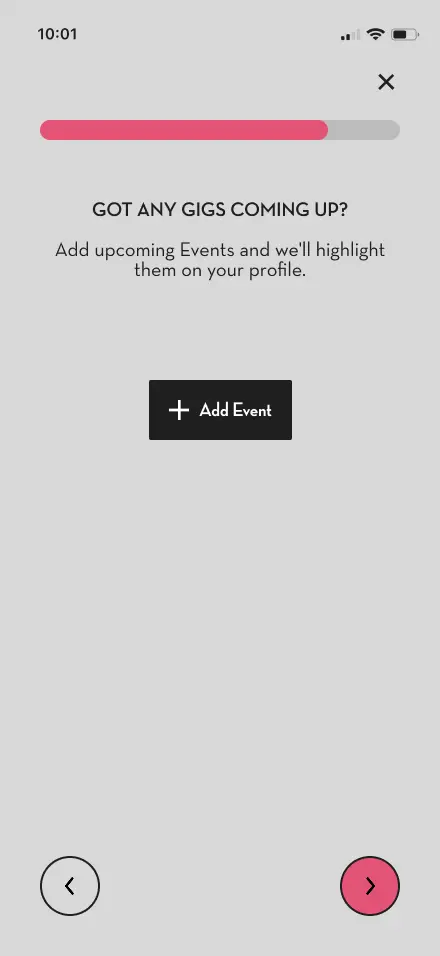 10:01
GOT ANY GIGS COMING UP?
Add upcoming Events and we'll highlight
them on your profile.
Add Event